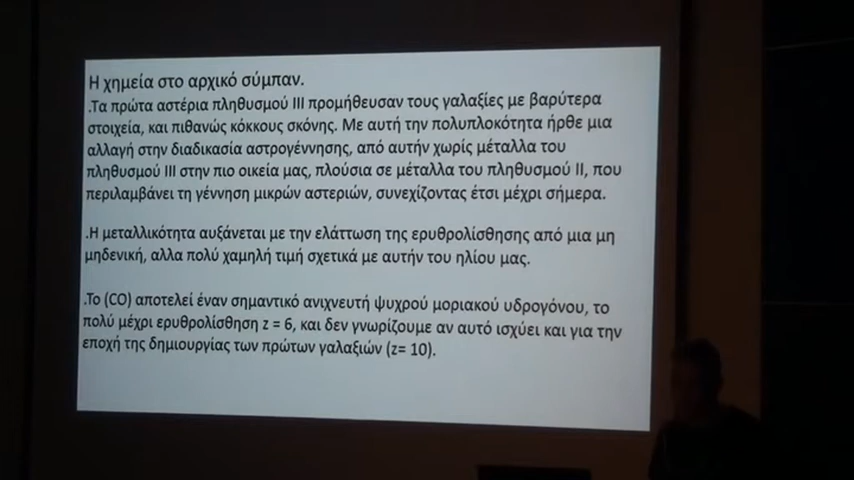 Η χημεία στο αρχικό σύμπαν.
.Τα πρώτα αστέρια πληθυσμού III προμήθευσαν τους γαλαξίες με βαρύτερα
στοιχεία, και πιθανώς κόκκους σκόνης. Με αυτή την πολυπλοκότητα ήρθε μια
αλλαγή στην διαδικασία αστρογέννησης, από αυτήν χωρίς μέταλλα του
πληθυσμού III στην πιο οικεία μας, πλούσια σε μέταλλα του πληθυσμού II, που
περιλαμβάνει τη γέννηση μικρών αστεριών, συνεχίζοντας έτσι μέχρι σήμερα.
.Η μεταλλικότητα αυξάνεται με την ελάττωση της ερυθρολίσθησης από μια μη
μηδενική, αλλα πολύ χαμηλή τιμή σχετικά με αυτήν του ηλίου μας.
.Το (CO) αποτελεί έναν σημαντικό ανιχνευτή ψυχρού μοριακού υδρογόνου, το
πολύ μέχρι ερυθρολίσθηση z = 6, και δεν γνωρίζουμε αν αυτό ισχύει και για την
εποχή της δημιουργίας των πρώτων γαλαξιών (z= 10).